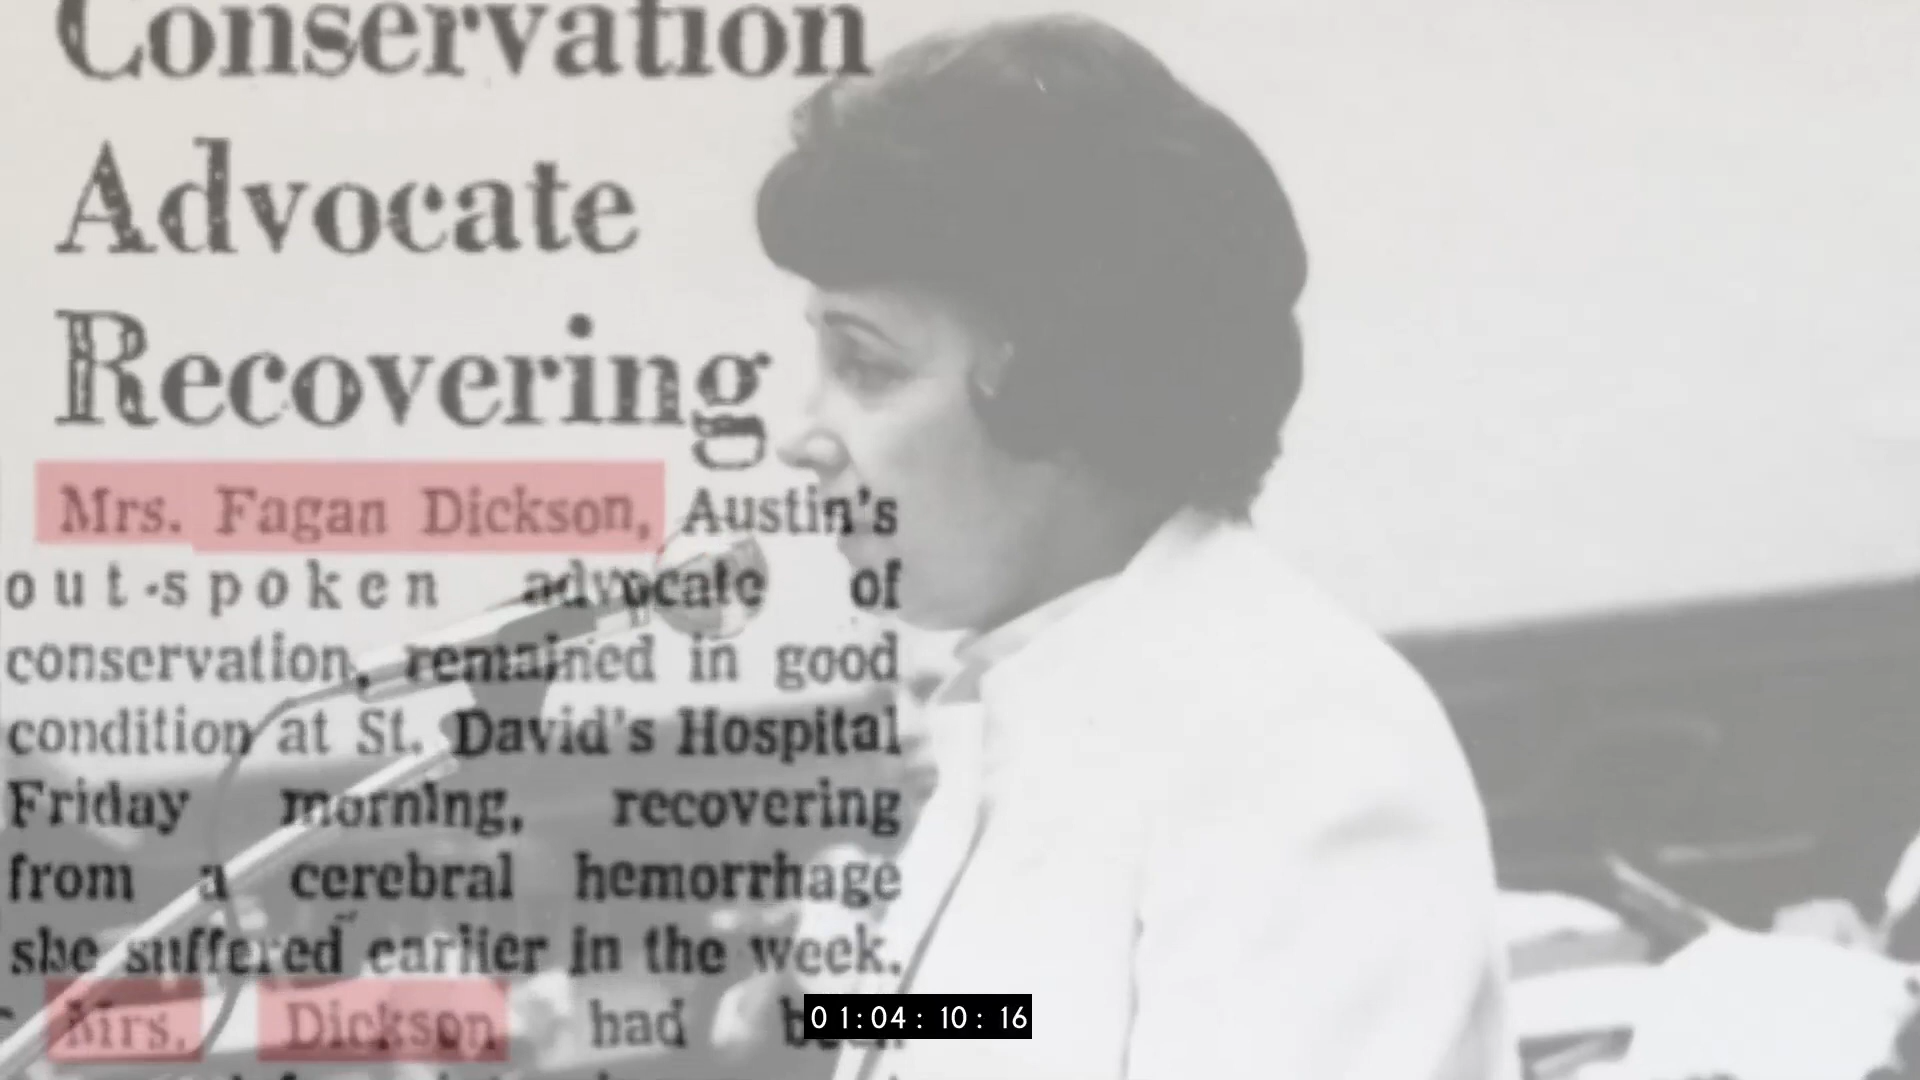 Conservation
Advocate
Recovering
Mrs. Fagan Dickson, Austin's
out-spoken advocate of
conservation, remained in good
condition at St. David's Hospital
Friday morning, recovering
from a cerebral hemorrhage
she suffered earlier in the week.
Mrs. Dickson had
01:04:10:16